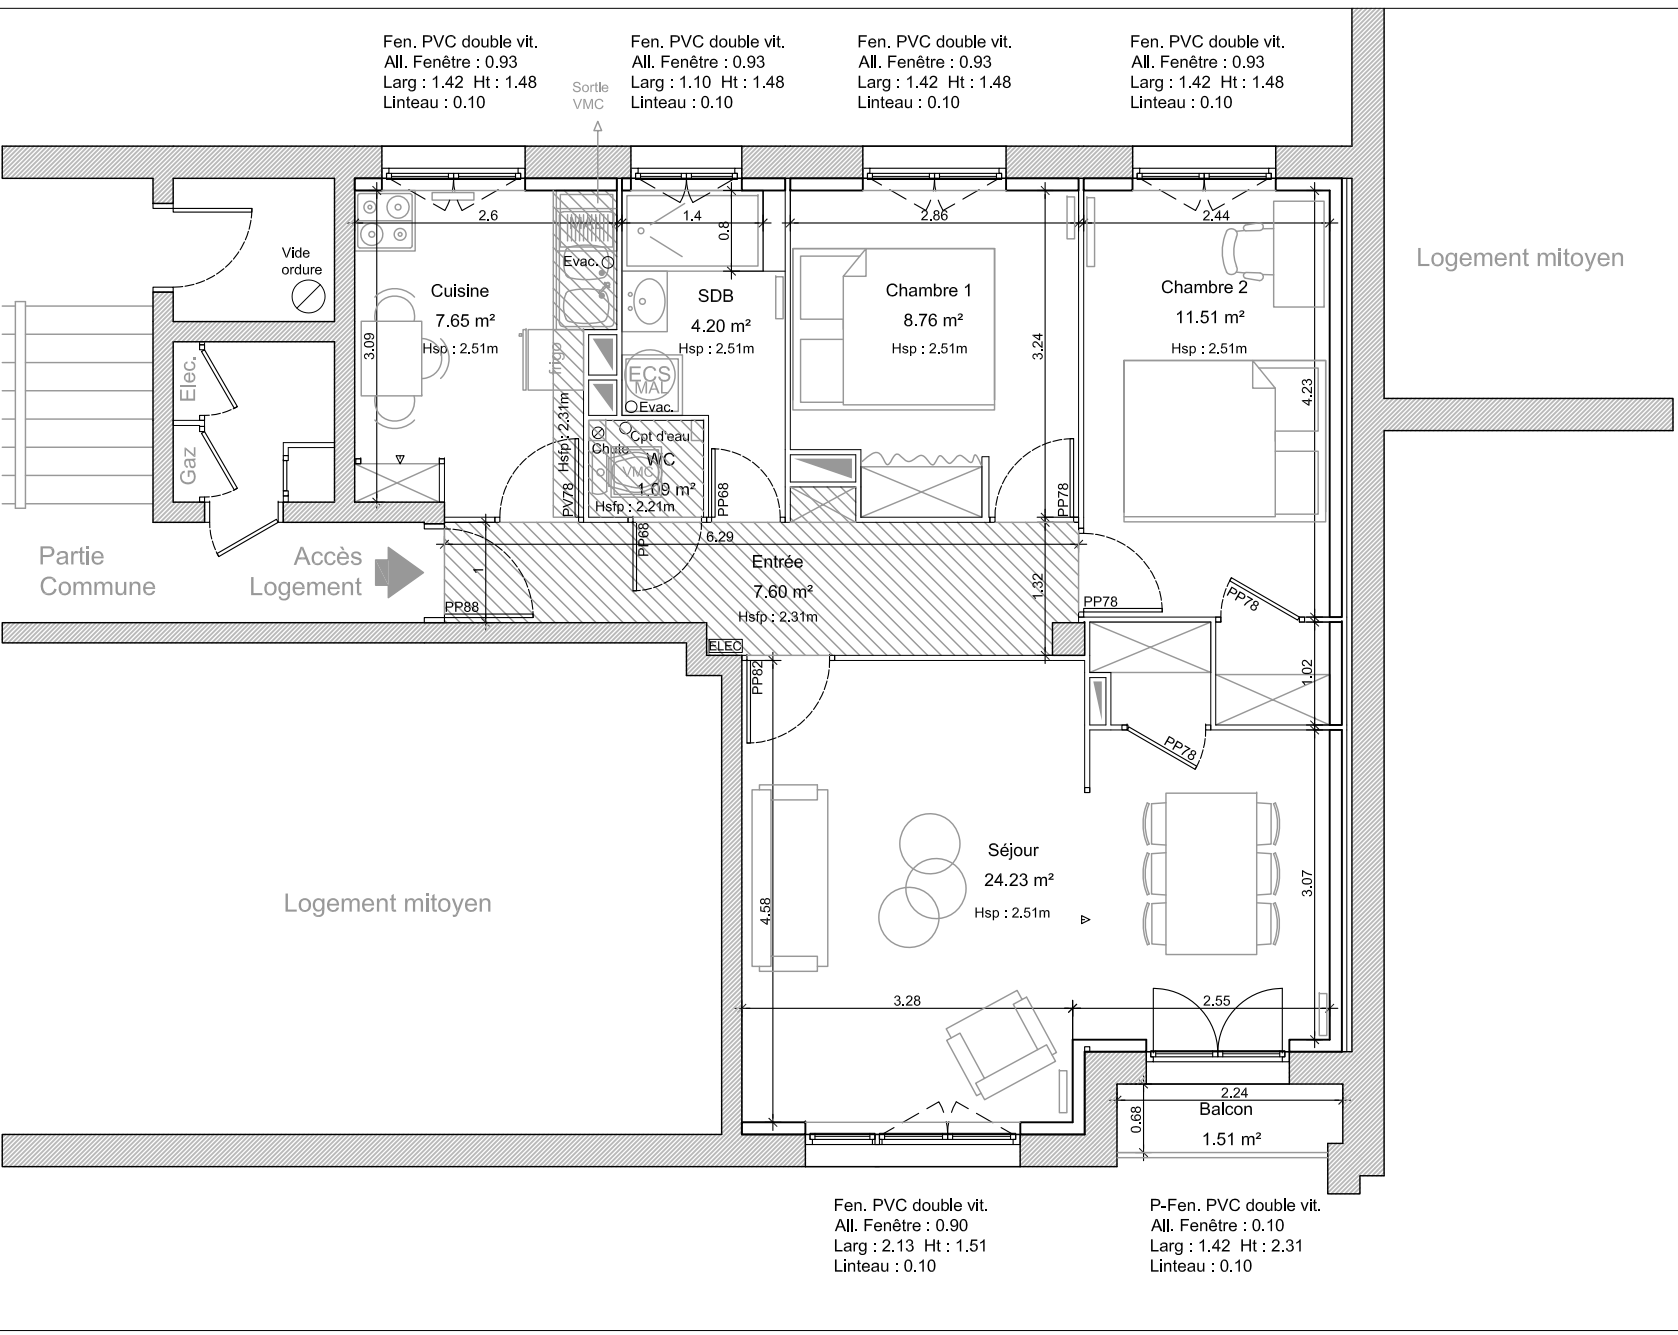 Fen. PVC double vit.
All. Fenêtre : 0.93
Larg : 1.42 Ht : 1.48
Linteau : 0.10
Sortie
VMC
Fen. PVC double vit.
All. Fenêtre : 0.93
Larg : 1.10 Ht : 1.48
Linteau : 0.10
Fen. PVC double vit.
All. Fenêtre : 0.93
Larg : 1.42 Ht : 1.48
Linteau : 0.10
Fen. PVC double vit.
All. Fenêtre : 0.93
Larg : 1.42 Ht : 1.48
Linteau : 0.10
Logement mitoyen
Vide
ordure
Elec.
Gaz
2.6
3.09
Cuisine
7.65 m²
Hsp : 2.51m
MAL
Evac.
frigo
Hsfp : 2.31m
PV78
1.4
0.8
SDB
4.20 m²
Hsp : 2.51m
ECS
MAL
Evac.
Cpt d'eau
Chute
WC
VMC
1.09 m²
Hsfp : 2.21m
PP68
PP68
2.86
Chambre 1
8.76 m²
Hsp : 2.51m
3.24
PP78
2.44
Chambre 2
11.51 m²
Hsp : 2.51m
4.23
Partie
Commune
Accès
Logement
PP88
1
6.29
Entrée
7.60 m²
Hsfp : 2.31m
1.32
ELEC
PP78
PP78
1.02
PP78
PP82
Logement mitoyen
4.58
Séjour
24.23 m²
Hsp : 2.51m
3.07
3.28
2.55
2.24
0.68
Balcon
1.51 m²
Fen. PVC double vit.
All. Fenêtre : 0.90
Larg : 2.13 Ht : 1.51
Linteau : 0.10
P-Fen. PVC double vit.
All. Fenêtre : 0.10
Larg : 1.42 Ht : 2.31
Linteau : 0.10